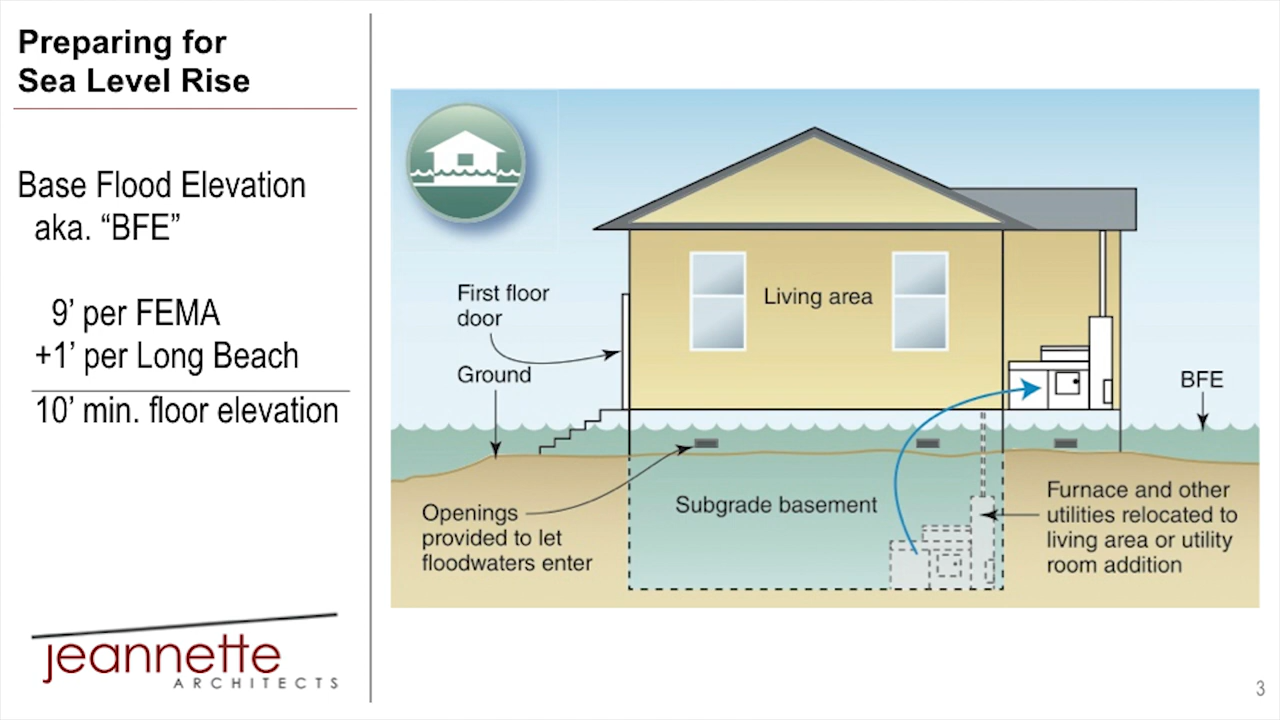 Preparing for
Sea Level Rise
Base Flood Elevation
aka. “BFE”
9’ per FEMA
+1’ per Long Beach
10’ min. floor elevation
jeannette
ARCHITECTS
First floor
door
Ground
Living area
BFE
Openings
provided to let
floodwaters enter
Subgrade basement
Furnace and other
utilities relocated to
living area or utility
room addition
3